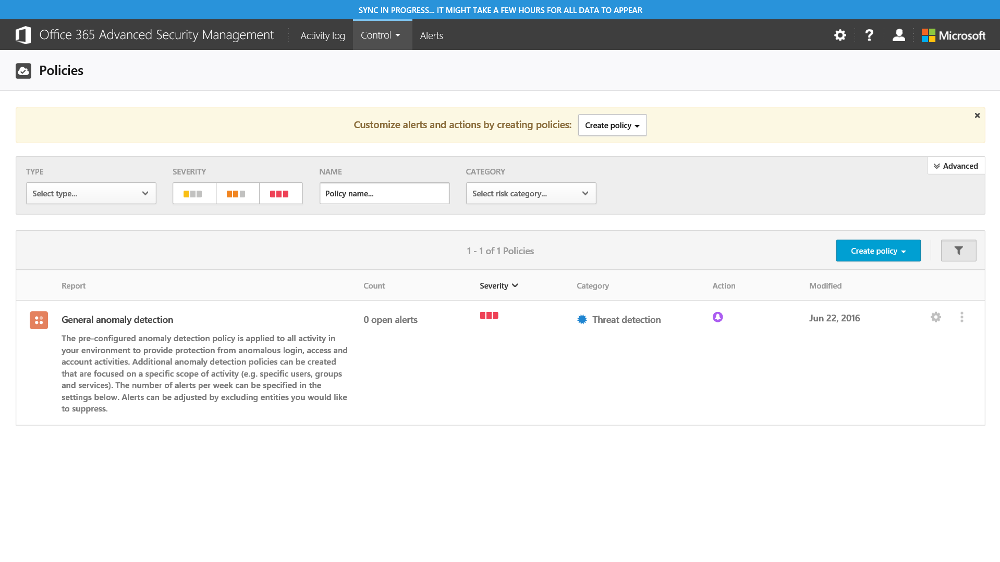 SYNC IN PROGRESS... IT MIGHT TAKE A FEW HOURS FOR ALL DATA TO APPEAR
Office 365 Advanced Security Management
Activity log
Control
Alerts
?
Microsoft
Policies
Customize alerts and actions by creating policies:
Create policy
TYPE
SEVERITY
NAME
CATEGORY
Advanced
Select type...
Policy name...
Select risk category...
1 - 1 of 1 Policies
Create policy
Report
Count
Severity
Category
Action
Modified
General anomaly detection
0 open alerts
Threat detection
Jun 22, 2016
The pre-configured anomaly detection policy is applied to all activity in
your environment to provide protection from anomalous login, access and
account activities. Additional anomaly detection policies can be created
that are focused on a specific scope of activity (e.g. specific users, groups
and services). The number of alerts per week can be specified in the
settings below. Alerts can be adjusted by excluding entities you would like
to suppress.